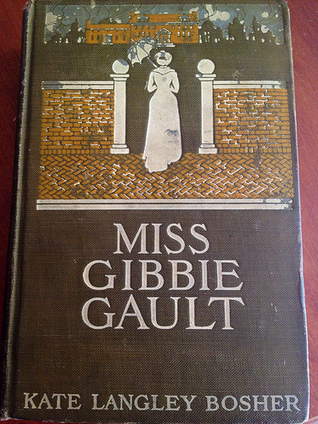 MISS
GIBBIE
GAULT
KATE LANGLEY BOSHER